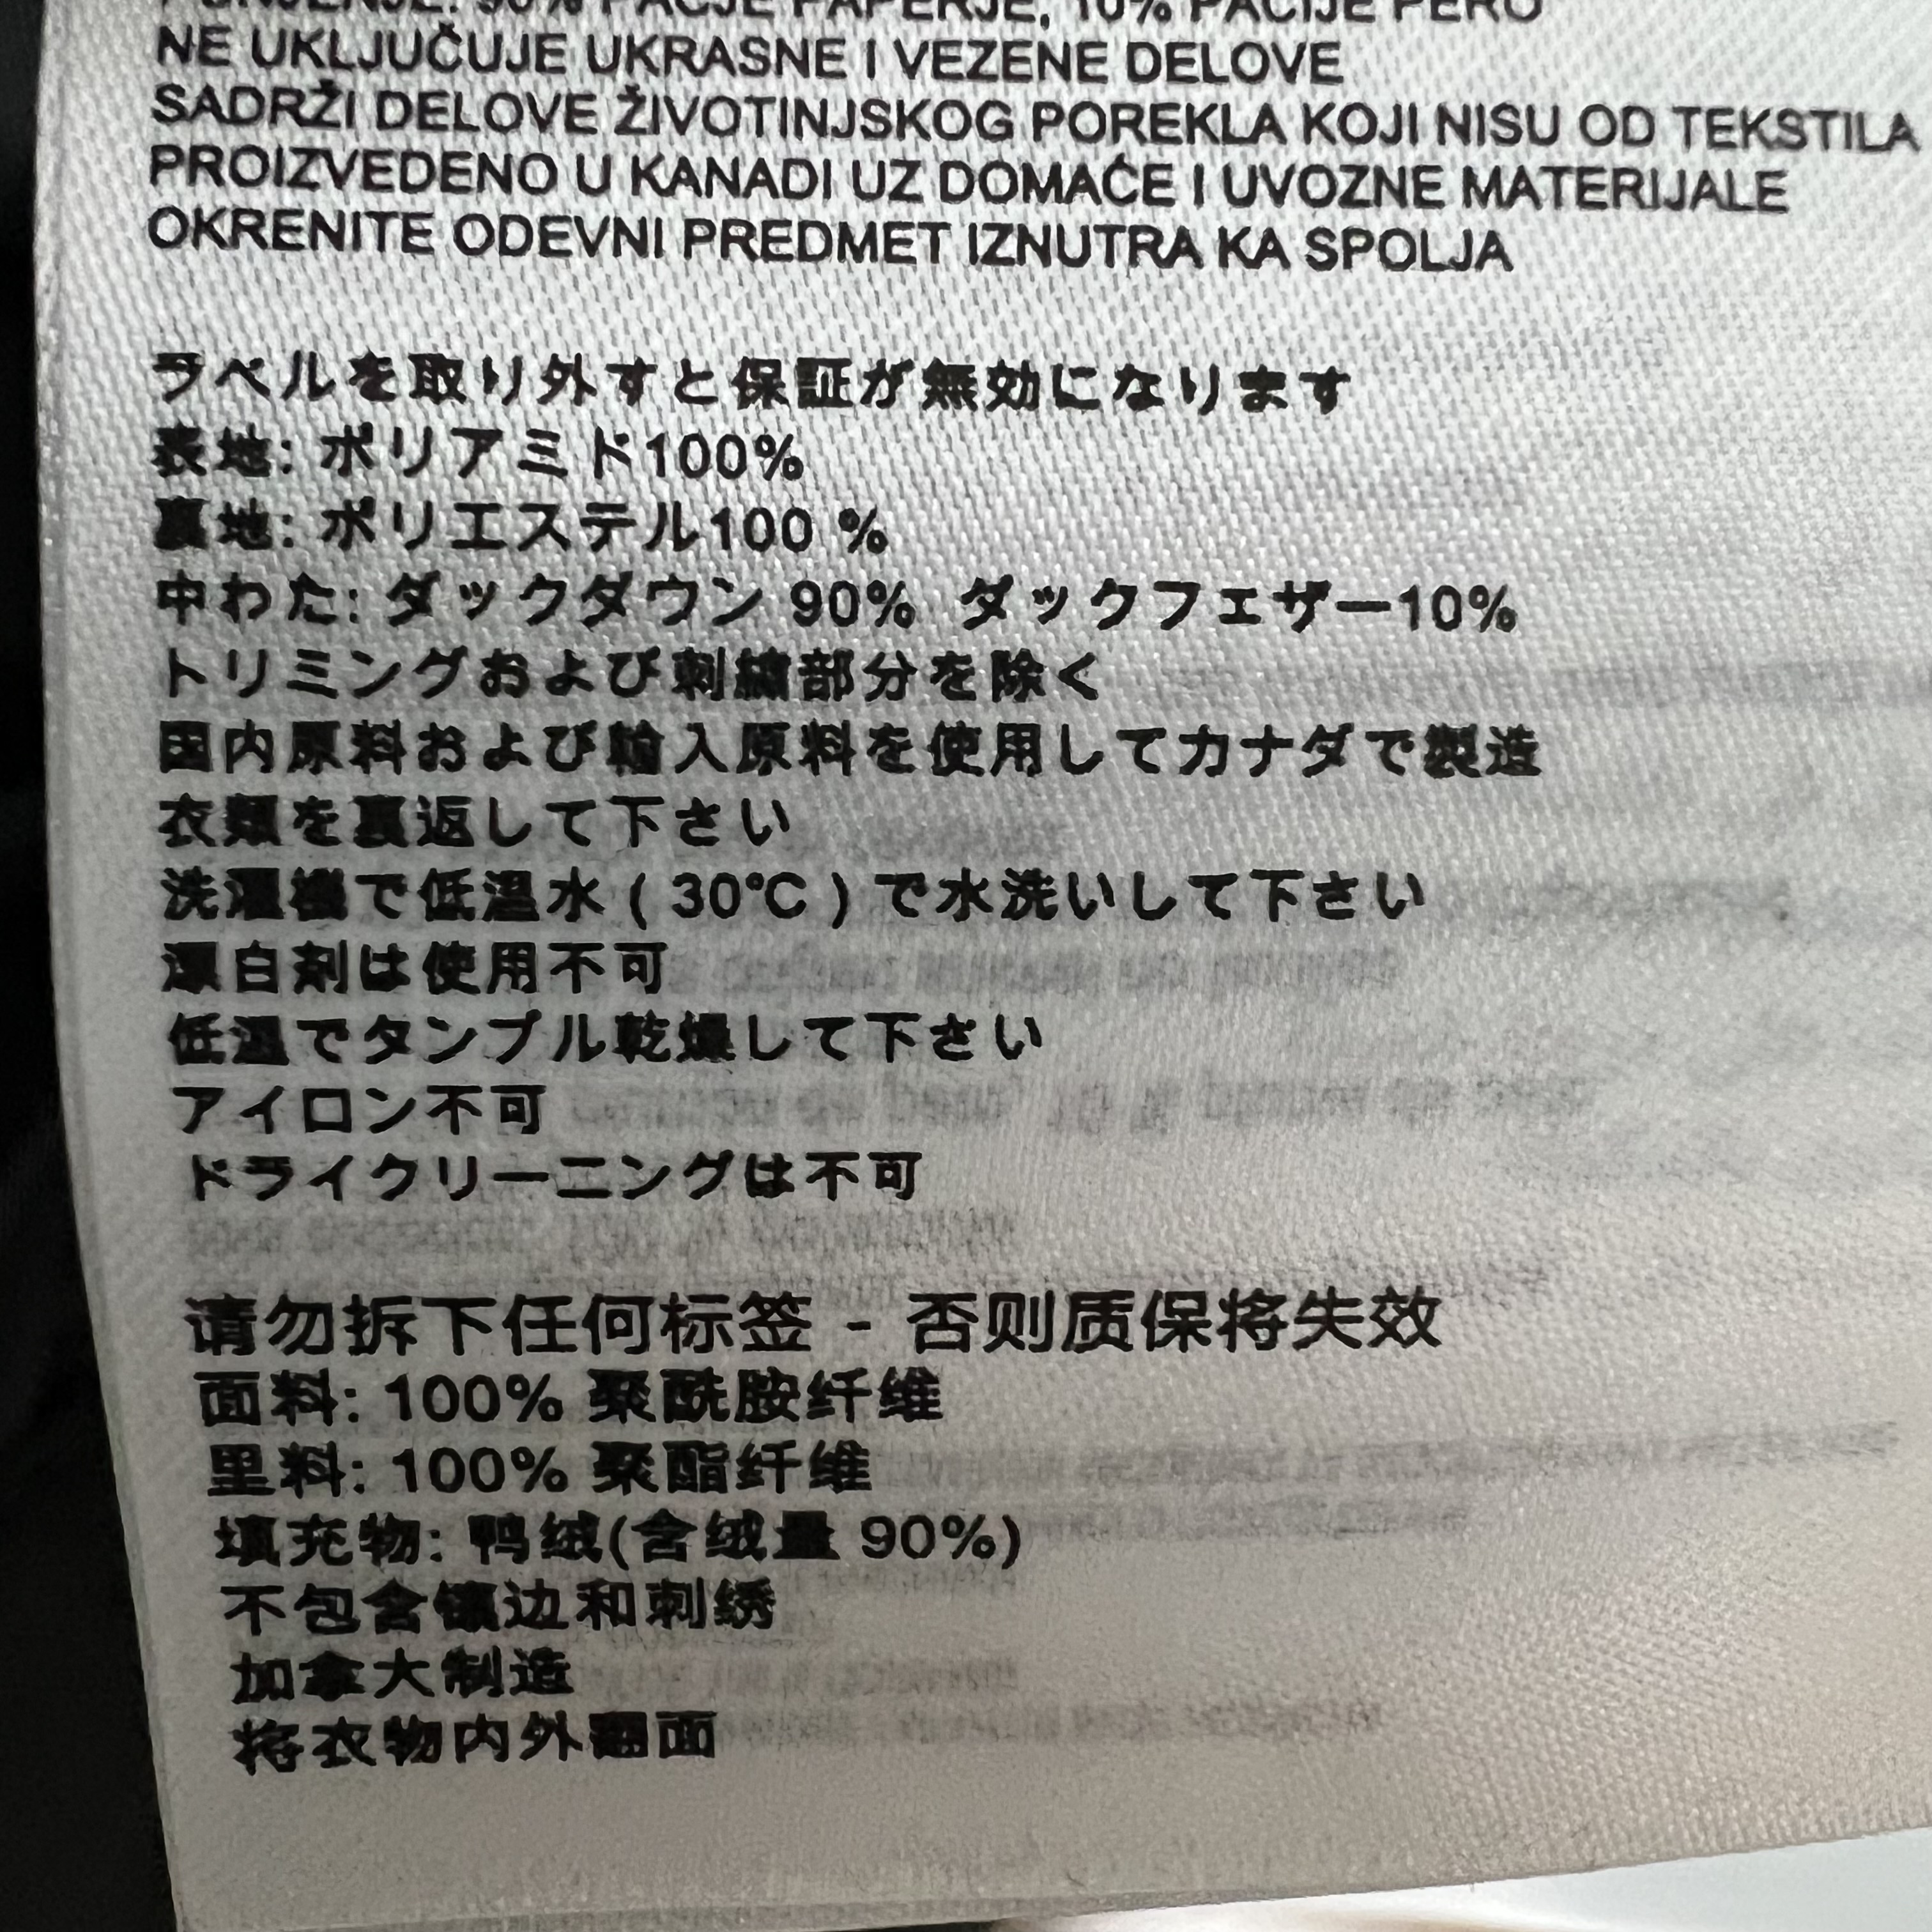 PUNJENJE: 90% PAČJE PAPERJE, 10% PAČIJE PERO
NE UKLJUČUJE UKRASNE I VEZENE DELOVE
SADRŽI DELOVE ŽIVOTINJSKOG POREKLA KOJI NISU OD TEKSTILA
PROIZVEDENO U KANADI UZ DOMAĆE I UVOZNE MATERIJALE
OKRENITE ODEVNI PREDMET IZNUTRA KA SPOLJA
ラベルを取り外すと保証が無効になります
表地: ポリアミド100%
裏地: ポリエステル100 %
中わた: ダックダウン 90% ダックフェザー10%
トリミングおよび刺繍部分を除く
国内原料および輸入原料を使用してカナダで製造
衣類を裏返して下さい
洗濯機で低温水 ( 30℃ ) で水洗いして下さい
漂白剤は使用不可
低温でタンブル乾燥して下さい
アイロン不可
ドライクリーニングは不可
请勿拆下任何标签 - 否则质保将失效
面料: 100% 聚酰胺纤维
里料: 100% 聚酯纤维
填充物: 鸭绒(含绒量 90%)
不包含镶边和刺绣
加拿大制造
将衣物内外翻面